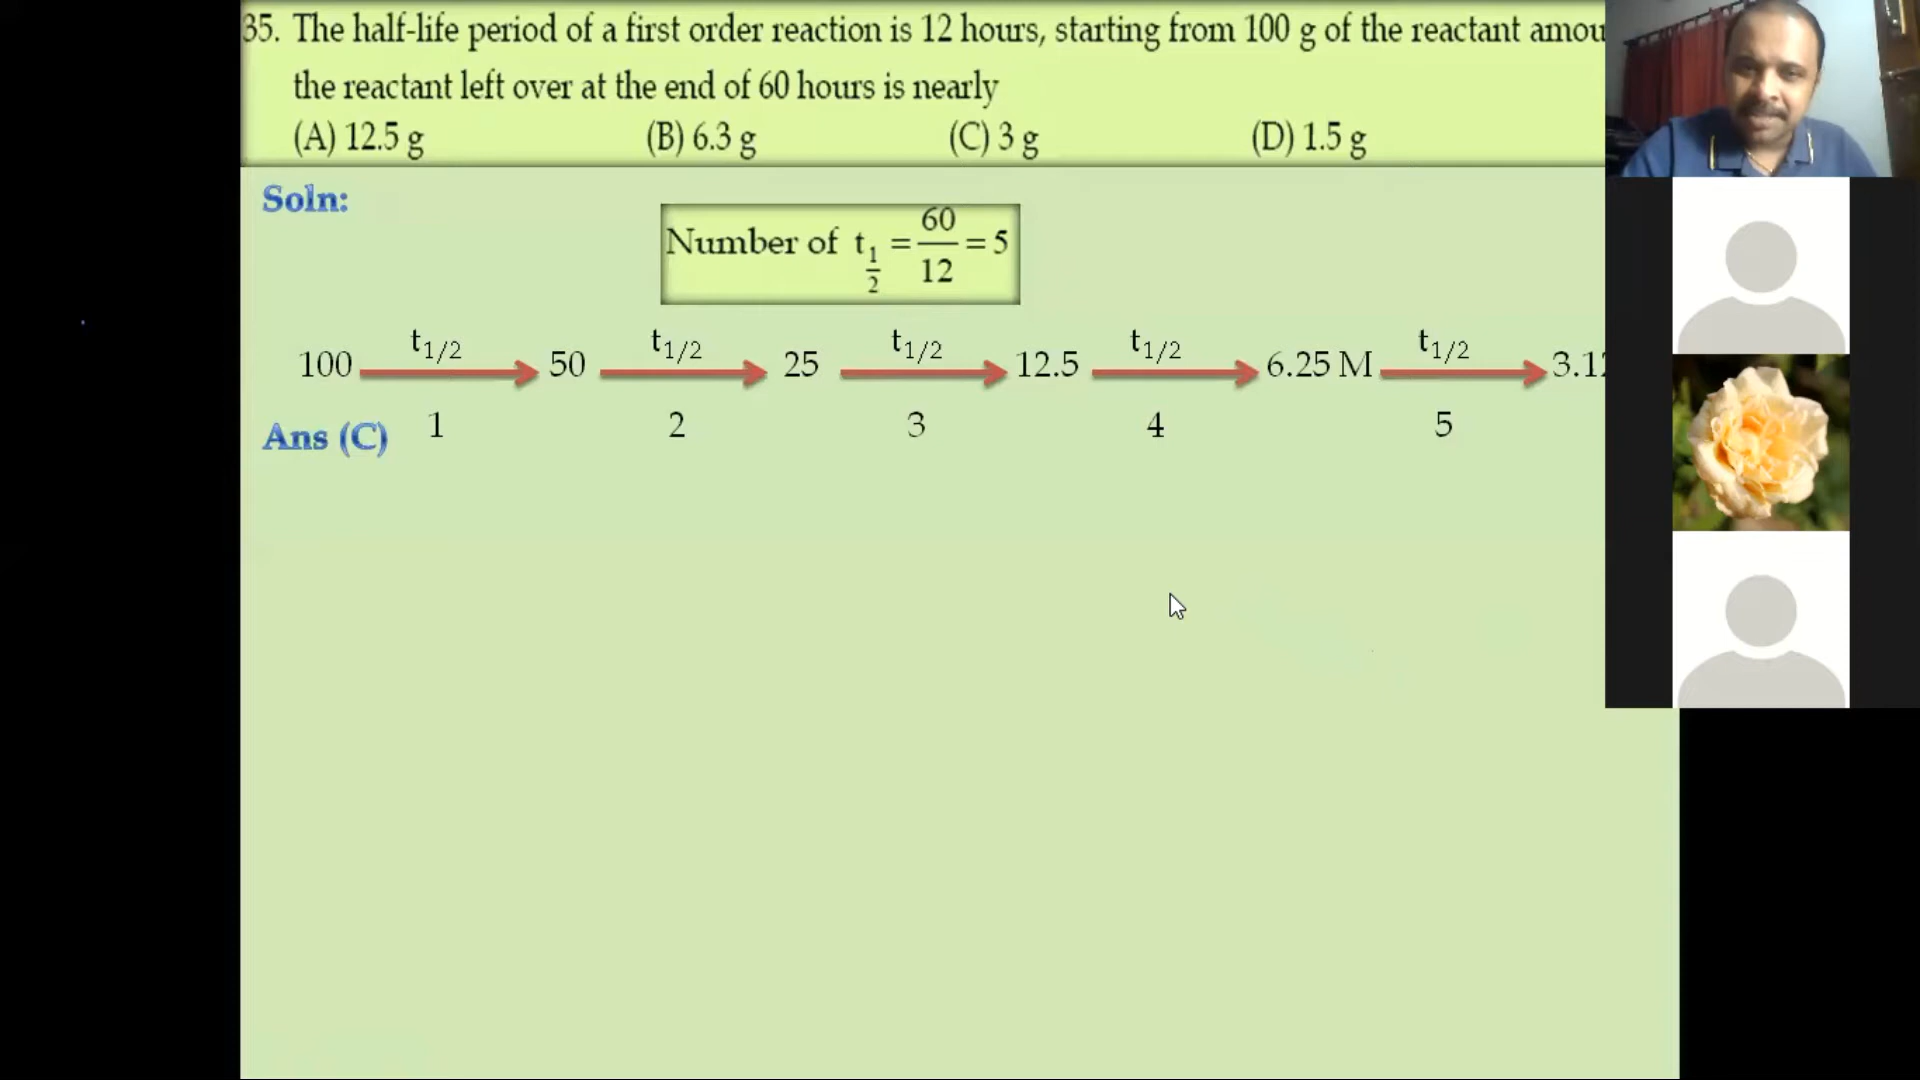 35. The half-life period of a first order reaction is 12 hours, starting from 100 g of the reactant amou
the reactant left over at the end of 60 hours is nearly
(A) 12.5 g (B) 6.3 g (C) 3 g (D) 1.5 g
Soln:
Number of t1/2 = 60/12 = 5
t1/2 t1/2 t1/2 t1/2 t1/2
100 50 25 12.5 6.25 M 3.12
Ans (C) 1 2 3 4 5